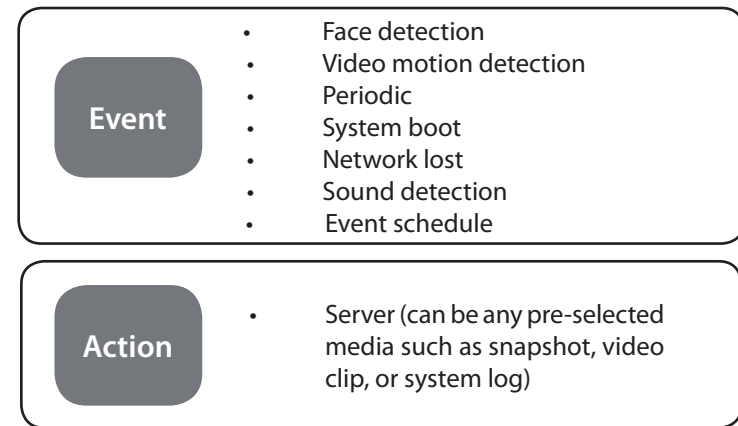 Event
• Face detection
• Video motion detection
• Periodic
• System boot
• Network lost
• Sound detection
• Event schedule
Action
• Server (can be any pre-selected
media such as snapshot, video
clip, or system log)